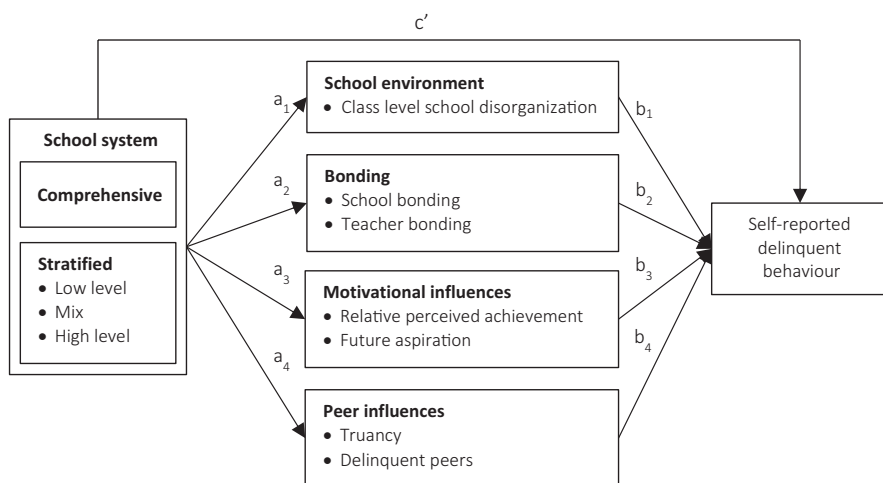 c’
School system
Comprehensive
Stratified
• Low level
• Mix
• High level
a1
a2
a3
a4
School environment
• Class level school disorganization
Bonding
• School bonding
• Teacher bonding
Motivational influences
• Relative perceived achievement
• Future aspiration
Peer influences
• Truancy
• Delinquent peers
b1
b2
b3
b4
Self-reported
delinquent
behaviour